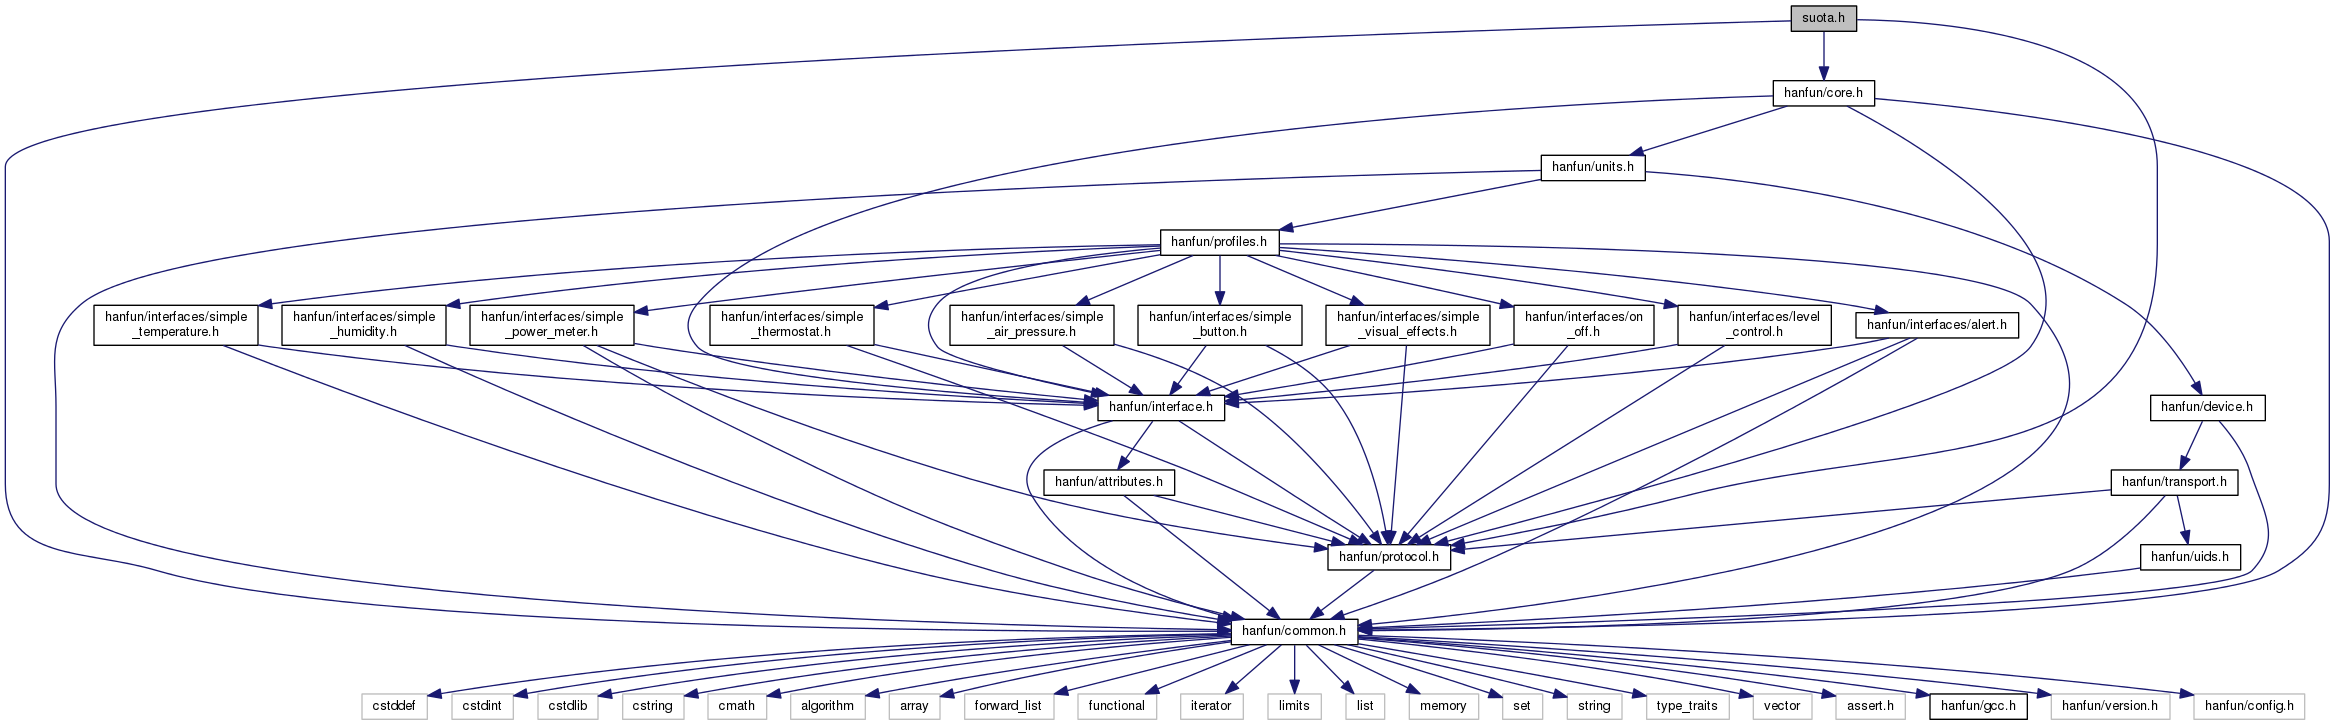 suota.h
hanfun/core.h
hanfun/units.h
hanfun/profiles.h
hanfun/interfaces/simple
_temperature.h
hanfun/interfaces/simple
_humidity.h
hanfun/interfaces/simple
_power_meter.h
hanfun/interfaces/simple
_thermostat.h
hanfun/interfaces/simple
_air_pressure.h
hanfun/interfaces/simple
_button.h
hanfun/interfaces/simple
_visual_effects.h
hanfun/interfaces/on
_off.h
hanfun/interfaces/level
_control.h
hanfun/interfaces/alert.h
hanfun/interface.h
hanfun/device.h
hanfun/attributes.h
hanfun/transport.h
hanfun/protocol.h
hanfun/uids.h
hanfun/common.h
cstddef
cstdint
cstdlib
cstring
cmath
algorithm
array
forward_list
functional
iterator
limits
list
memory
set
string
type_traits
vector
assert.h
hanfun/gcc.h
hanfun/version.h
hanfun/config.h